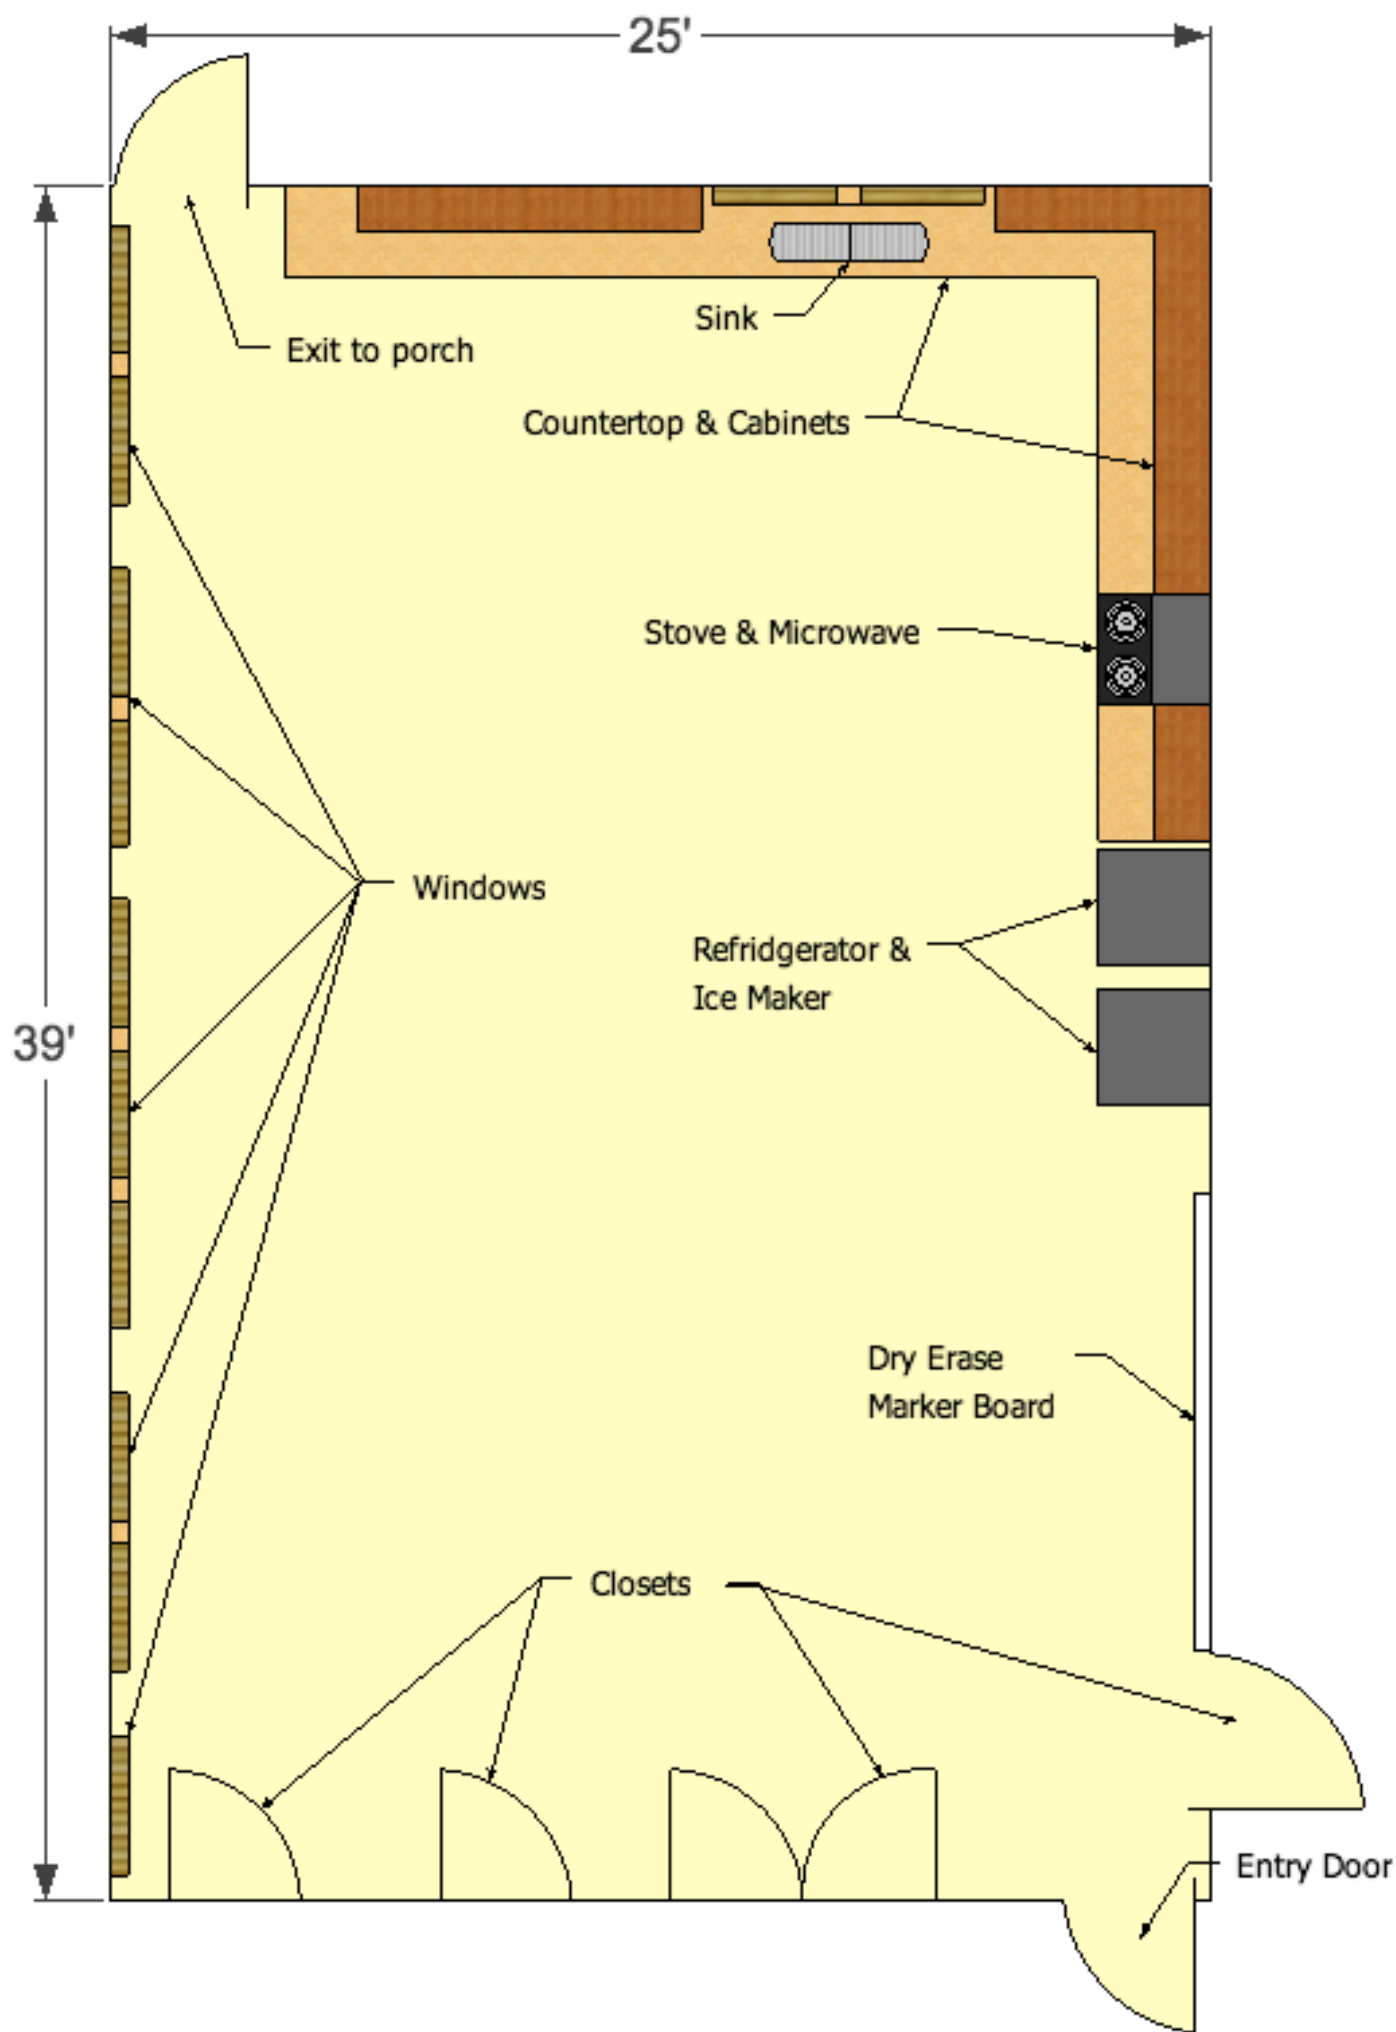 25'
Sink
Exit to porch
Countertop & Cabinets
Stove & Microwave
Windows
Refridgerator &
Ice Maker
39'
Dry Erase
Marker Board
Closets
Entry Door